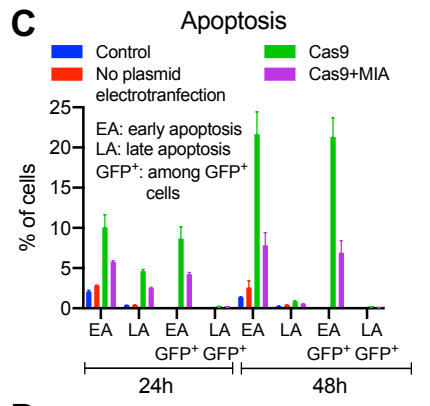 C
Apoptosis
Control
No plasmid
electrotranfection
Cas9
Cas9+MIA
% of cells
25
20
15
10
5
0
EA: early apoptosis
LA: late apoptosis
GFP⁺: among GFP⁺
cells
EA LA EA LA EA LA EA LA
GFP⁺ GFP⁺ GFP⁺ GFP⁺
24h 48h